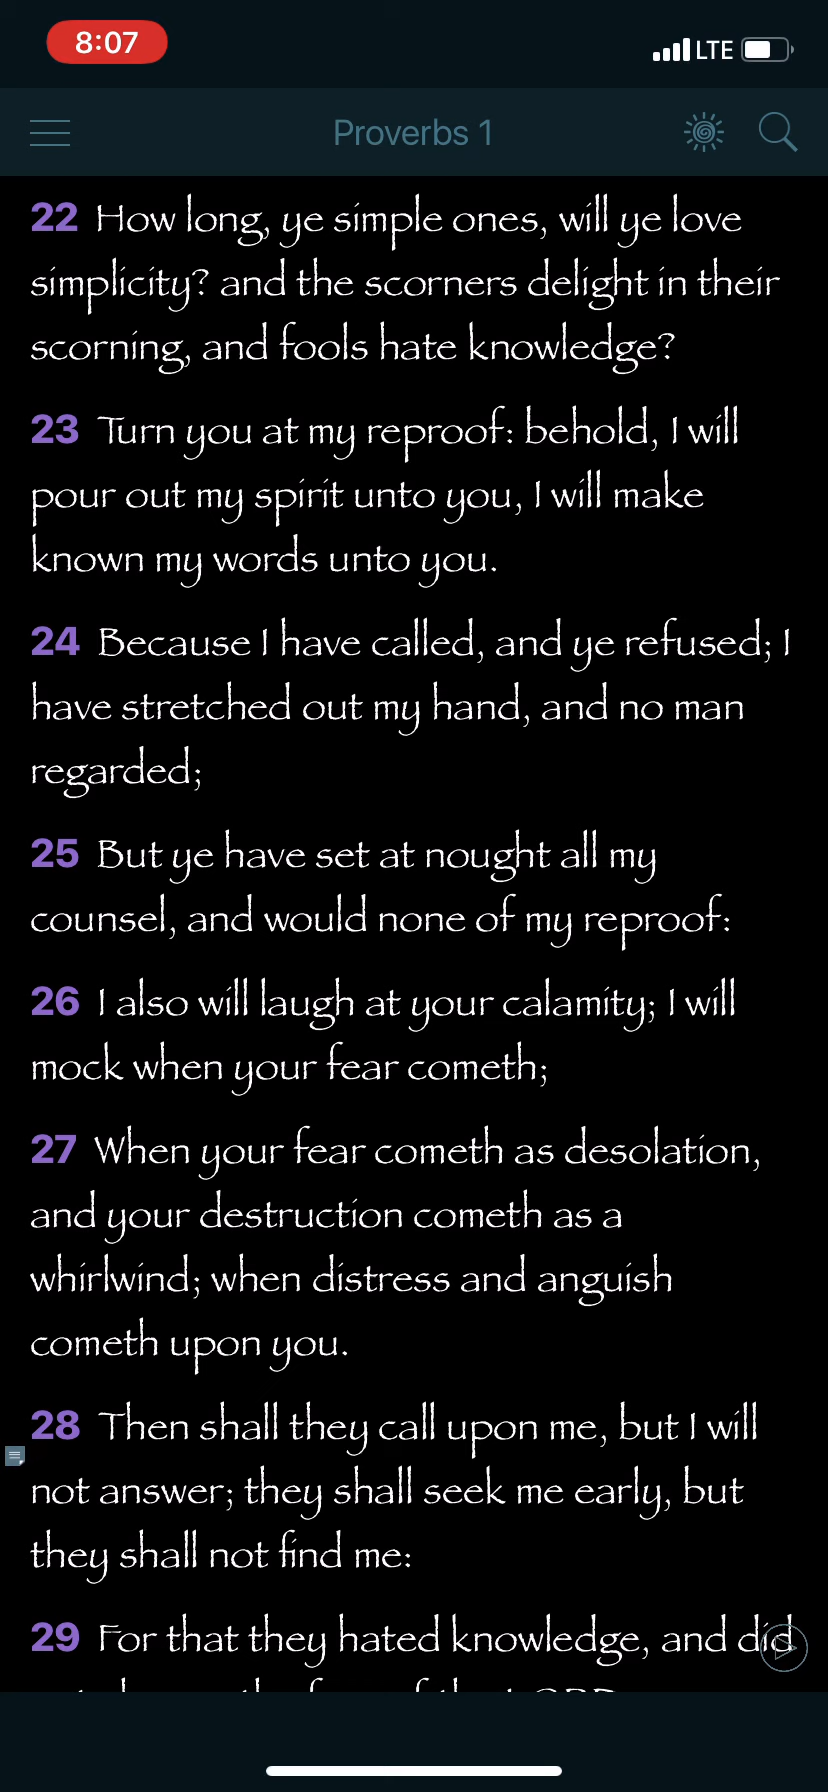 8:07
LTE
Proverbs 1
22 How long, ye simple ones, will ye love
simplicity? and the scorners delight in their
scorning, and fools hate knowledge?
23 Turn you at my reproof: behold, I will
pour out my spirit unto you, I will make
known my words unto you.
24 Because I have called, and ye refused; I
have stretched out my hand, and no man
regarded;
25 But ye have set at nought all my
counsel, and would none of my reproof:
26 I also will laugh at your calamity; I will
mock when your fear cometh;
27 When your fear cometh as desolation,
and your destruction cometh as a
whirlwind; when distress and anguish
cometh upon you.
28 Then shall they call upon me, but I will
not answer; they shall seek me early, but
they shall not find me:
29 For that they hated knowledge, and did